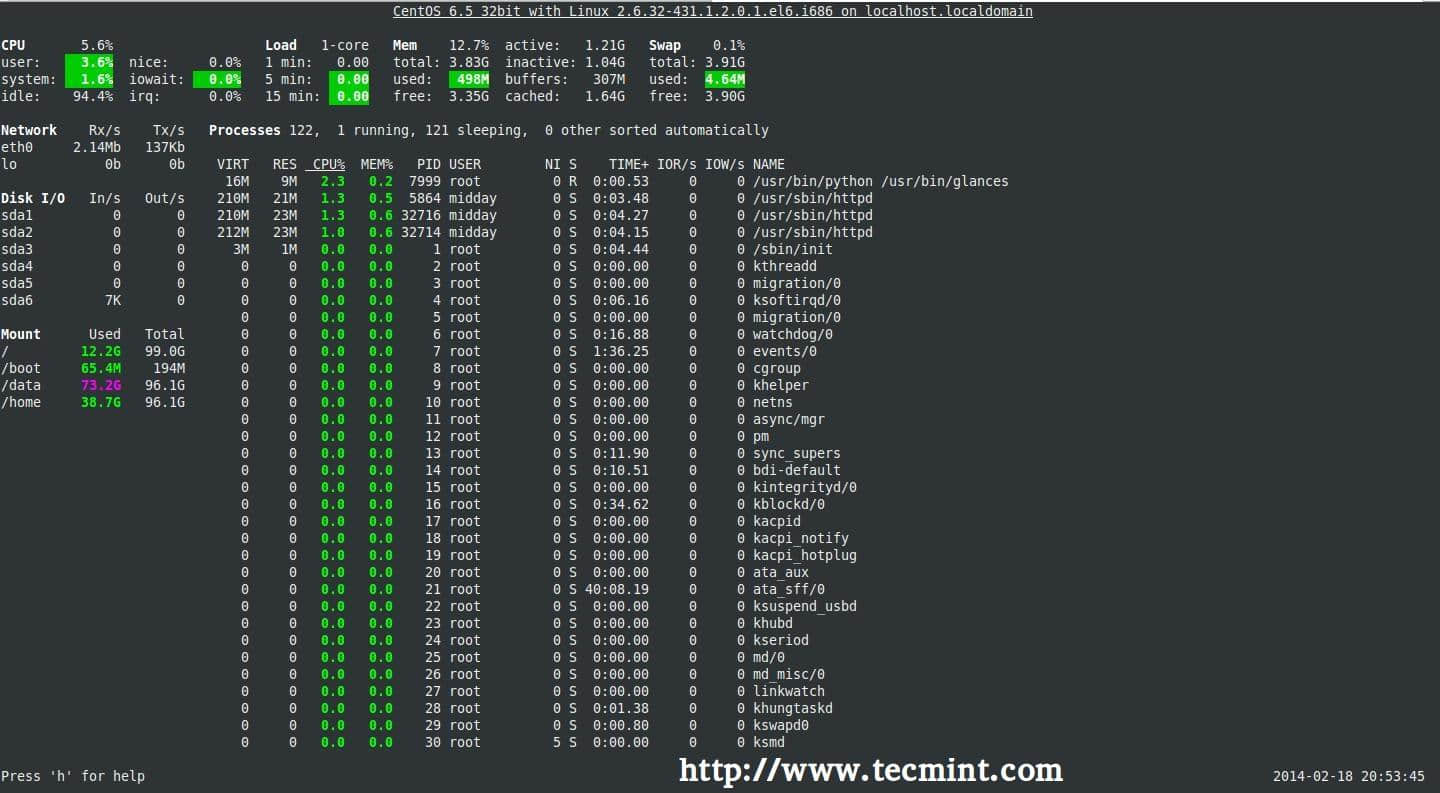 CentOS 6.5 32bit with Linux 2.6.32-431.1.2.0.1.el6.i686 on localhost.localdomain
CPU 5.6% Load 1-core Mem 12.7% active: 1.21G Swap 0.1%
user: 3.6% nice: 0.0% 1 min: 0.00 total: 3.83G inactive: 1.04G total: 3.91G
system: 1.6% iowait: 0.0% 5 min: 0.00 used: 498M buffers: 307M used: 4.64M
idle: 94.4% irq: 0.0% 15 min: 0.00 free: 3.35G cached: 1.64G free: 3.90G
Network Rx/s Tx/s Processes 122, 1 running, 121 sleeping, 0 other sorted automatically
eth0 2.14Mb 137Kb
lo 0b 0b VIRT RES CPU% MEM% PID USER NI S TIME+ IOR/s IOW/s NAME
16M 9M 2.3 0.2 7999 root 0 R 0:00.53 0 0 /usr/bin/python /usr/bin/glances
Disk I/O In/s Out/s 210M 21M 1.3 0.5 5864 midday 0 S 0:03.48 0 0 /usr/sbin/httpd
sda1 0 0 210M 23M 1.3 0.6 32716 midday 0 S 0:04.27 0 0 /usr/sbin/httpd
sda2 0 0 212M 23M 1.0 0.6 32714 midday 0 S 0:04.15 0 0 /usr/sbin/httpd
sda3 0 0 3M 1M 0.0 0.0 1 root 0 S 0:04.44 0 0 /sbin/init
sda4 0 0 0 0 0.0 0.0 2 root 0 S 0:00.00 0 0 kthreadd
sda5 0 0 0 0 0.0 0.0 3 root 0 S 0:00.00 0 0 migration/0
sda6 7K 0 0 0 0.0 0.0 4 root 0 S 0:06.16 0 0 ksoftirqd/0
0 0 0.0 0.0 5 root 0 S 0:00.00 0 0 migration/0
Mount Used Total 0 0 0.0 0.0 6 root 0 S 0:16.88 0 0 watchdog/0
/ 12.2G 99.0G 0 0 0.0 0.0 7 root 0 S 1:36.25 0 0 events/0
/boot 65.4M 194M 0 0 0.0 0.0 8 root 0 S 0:00.00 0 0 cgroup
/data 73.2G 96.1G 0 0 0.0 0.0 9 root 0 S 0:00.00 0 0 khelper
/home 38.7G 96.1G 0 0 0.0 0.0 10 root 0 S 0:00.00 0 0 netns
0 0 0.0 0.0 11 root 0 S 0:00.00 0 0 async/mgr
0 0 0.0 0.0 12 root 0 S 0:00.00 0 0 pm
0 0 0.0 0.0 13 root 0 S 0:11.90 0 0 sync_supers
0 0 0.0 0.0 14 root 0 S 0:10.51 0 0 bdi-default
0 0 0.0 0.0 15 root 0 S 0:00.00 0 0 kintegrityd/0
0 0 0.0 0.0 16 root 0 S 0:34.62 0 0 kblockd/0
0 0 0.0 0.0 17 root 0 S 0:00.00 0 0 kacpid
0 0 0.0 0.0 18 root 0 S 0:00.00 0 0 kacpi_notify
0 0 0.0 0.0 19 root 0 S 0:00.00 0 0 kacpi_hotplug
0 0 0.0 0.0 20 root 0 S 0:00.00 0 0 ata_aux
0 0 0.0 0.0 21 root 0 S 40:08.19 0 0 ata_sff/0
0 0 0.0 0.0 22 root 0 S 0:00.00 0 0 ksuspend_usbd
0 0 0.0 0.0 23 root 0 S 0:00.00 0 0 khubd
0 0 0.0 0.0 24 root 0 S 0:00.00 0 0 kseriod
0 0 0.0 0.0 25 root 0 S 0:00.00 0 0 md/0
0 0 0.0 0.0 26 root 0 S 0:00.00 0 0 md_misc/0
0 0 0.0 0.0 27 root 0 S 0:00.00 0 0 linkwatch
0 0 0.0 0.0 28 root 0 S 0:01.38 0 0 khungtaskd
0 0 0.0 0.0 29 root 0 S 0:00.80 0 0 kswapd0
0 0 0.0 0.0 30 root 5 S 0:00.00 0 0 ksmd
http://www.tecmint.com
Press 'h' for help 2014-02-18 20:53:45